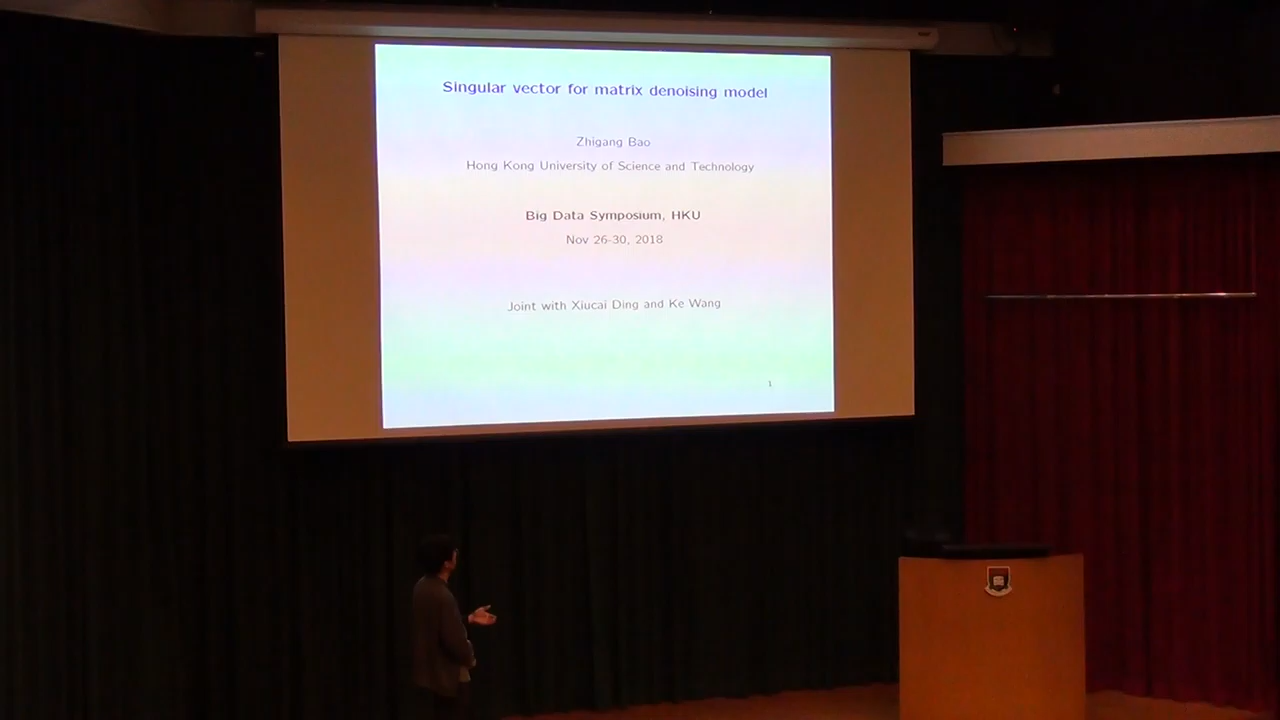 Singular vector for matrix denoising model
Zhigang Bao
Hong Kong University of Science and Technology
Big Data Symposium, HKU
Nov 26-30, 2018
Joint with Xiucai Ding and Ke Wang
1